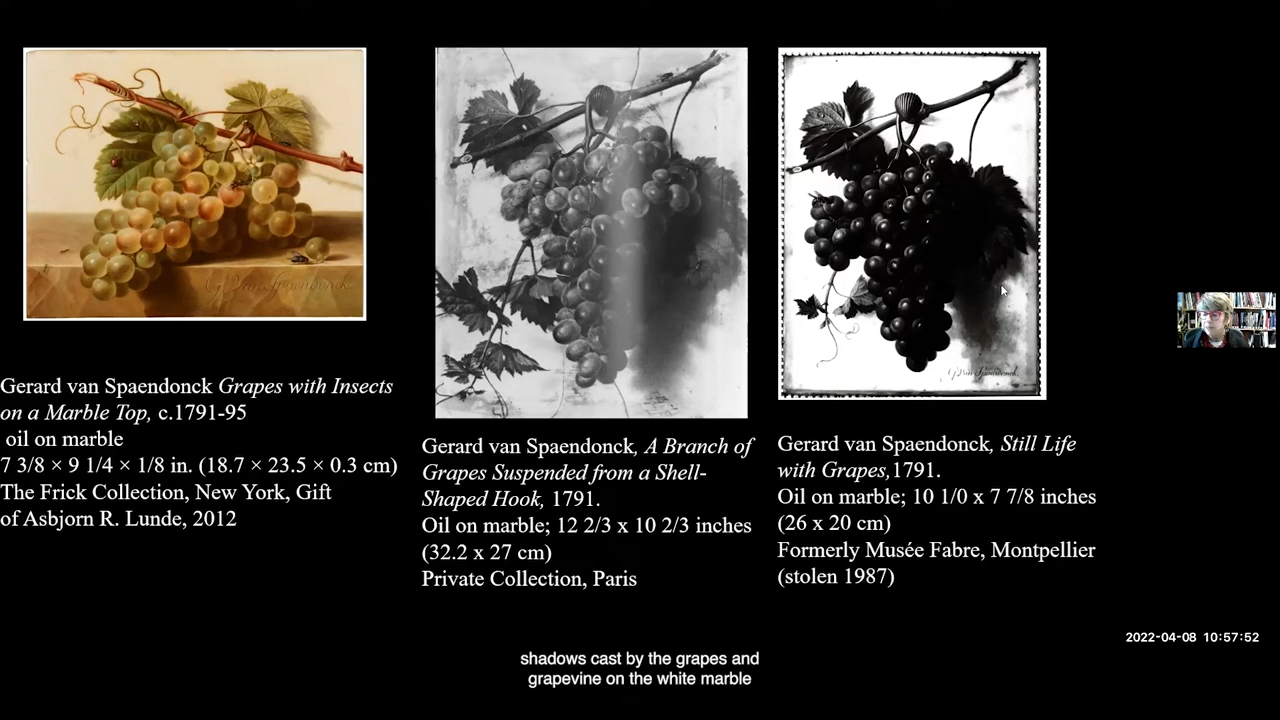 G. Van Spaendonck.
Gerard van Spaendonck Grapes with Insects
on a Marble Top, c.1791-95
oil on marble
7 3/8 × 9 1/4 × 1/8 in. (18.7 × 23.5 × 0.3 cm)
The Frick Collection, New York, Gift
of Asbjorn R. Lunde, 2012
Gerard van Spaendonck, A Branch of
Grapes Suspended from a Shell-
Shaped Hook, 1791.
Oil on marble; 12 2/3 x 10 2/3 inches
(32.2 x 27 cm)
Private Collection, Paris
G. Van Spaendonck.
Gerard van Spaendonck, Still Life
with Grapes,1791.
Oil on marble; 10 1/0 x 7 7/8 inches
(26 x 20 cm)
Formerly Musée Fabre, Montpellier
(stolen 1987)
2022-04-08 10:57:52
shadows cast by the grapes and
grapevine on the white marble